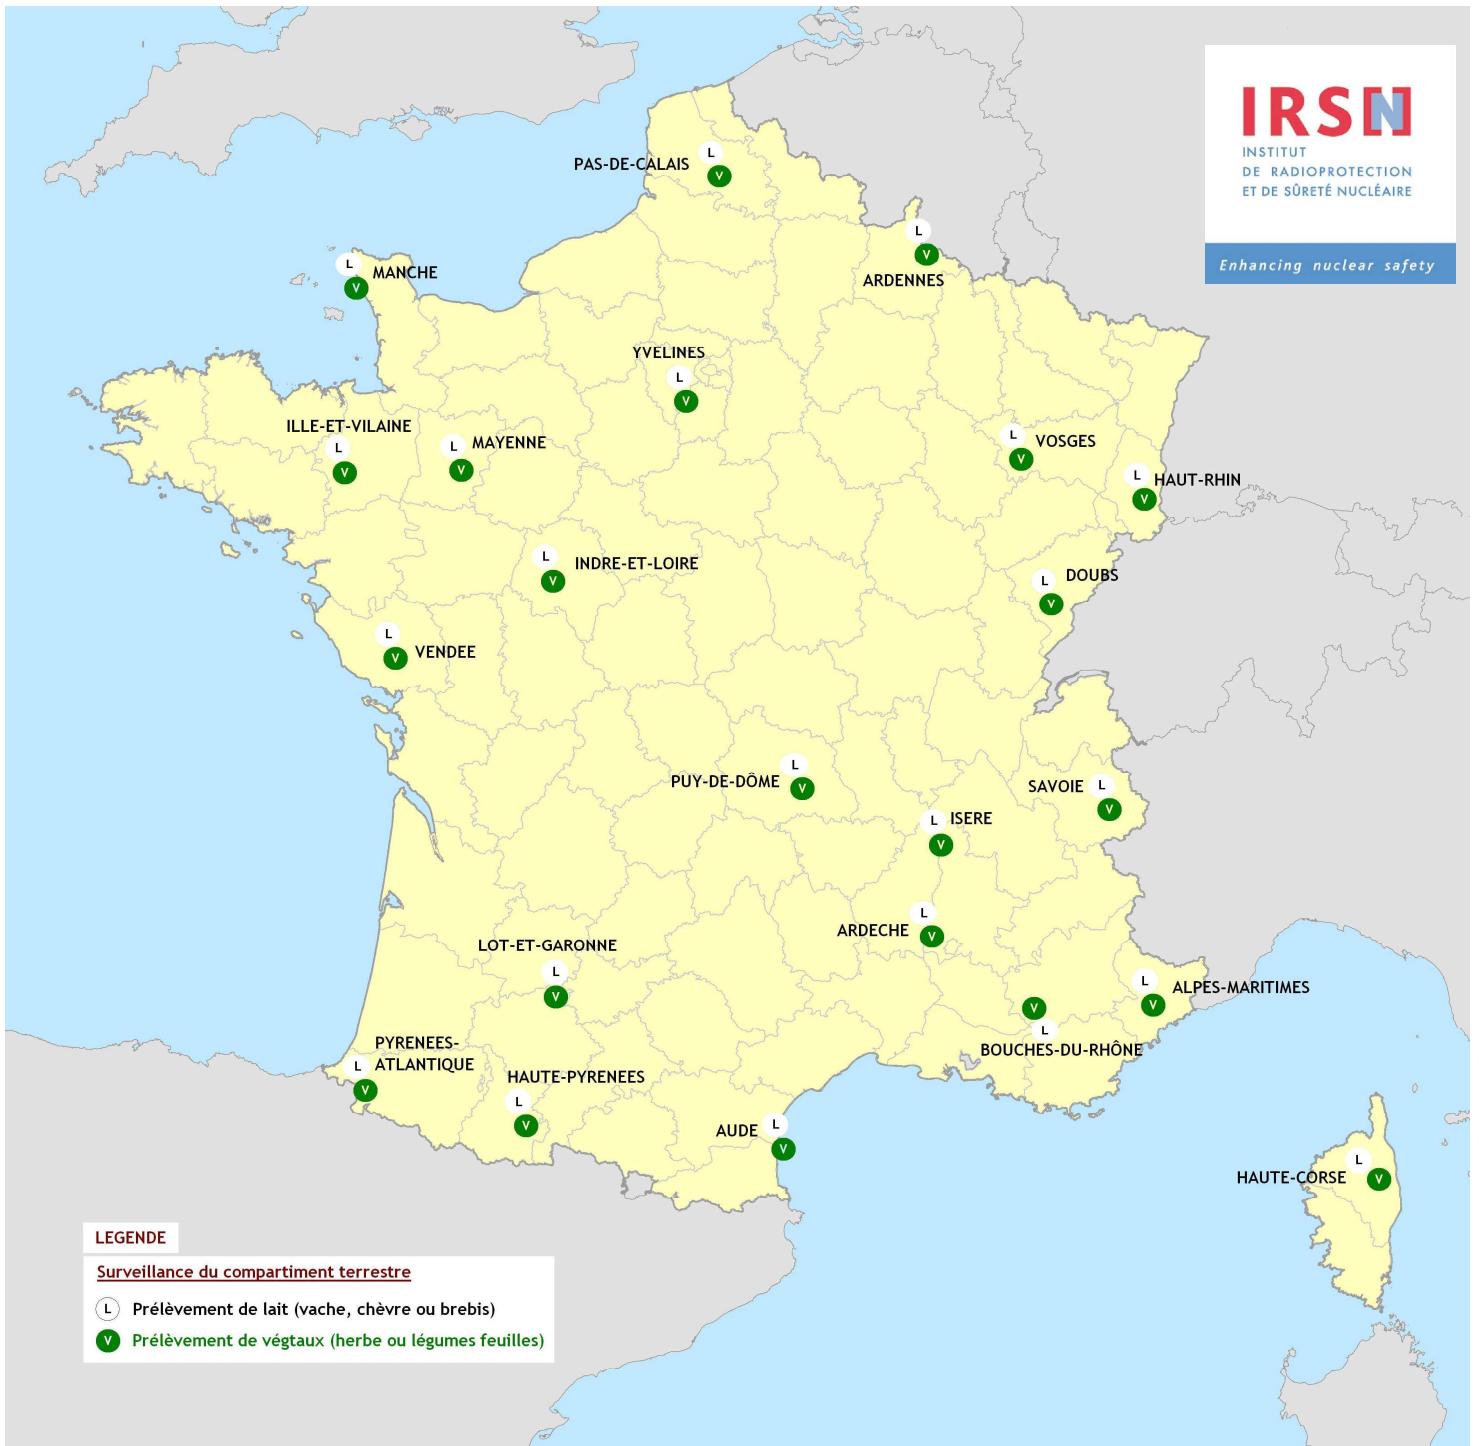 IRSN
INSTITUT
DE RADIOPROTECTION
ET DE SÛRETÉ NUCLÉAIRE
Enhancing nuclear safety
L
PAS-DE-CALAIS
V
L
V
ARDENNES
L
MANCHE
V
YVELINES
L
V
ILLE-ET-VILAINE
L
V
L
MAYENNE
V
L
VOSGES
V
L
HAUT-RHIN
V
L
INDRE-ET-LOIRE
V
L
DOUBS
V
L
VENDEE
V
L
PUY-DE-DÔME
V
SAVOIE
L
V
L
ISERE
V
L
ARDECHE
V
LOT-ET-GARONNE
L
V
L
ALPES-MARITIMES
V
V
L
BOUCHES-DU-RHÔNE
PYRENEES-
ATLANTIQUE
L
V
HAUTE-PYRENEES
L
V
AUDE
L
V
L
HAUTE-CORSE
V
LEGENDE
Surveillance du compartiment terrestre
L Prélèvement de lait (vache, chèvre ou brebis)
V Prélèvement de végtaux (herbe ou légumes feuilles)